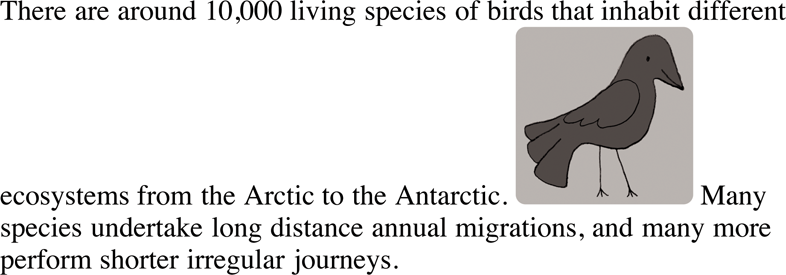 There are around 10,000 living species of birds that inhabit different
ecosystems from the Arctic to the Antarctic. Many
species undertake long distance annual migrations, and many more
perform shorter irregular journeys.